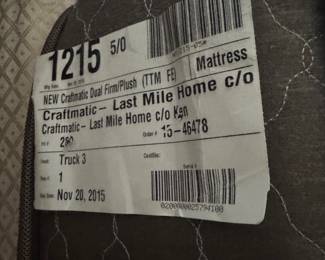 1215 5/0
NEW Craftmatic Dual Firm/Plush (TTM FE) Mattress
Craftmatic- Last Mile Home c/o
Craftmatic- Last Mile Home c/o Ken
Order # 15-46478
Truck 3
1
Nov 20, 2015